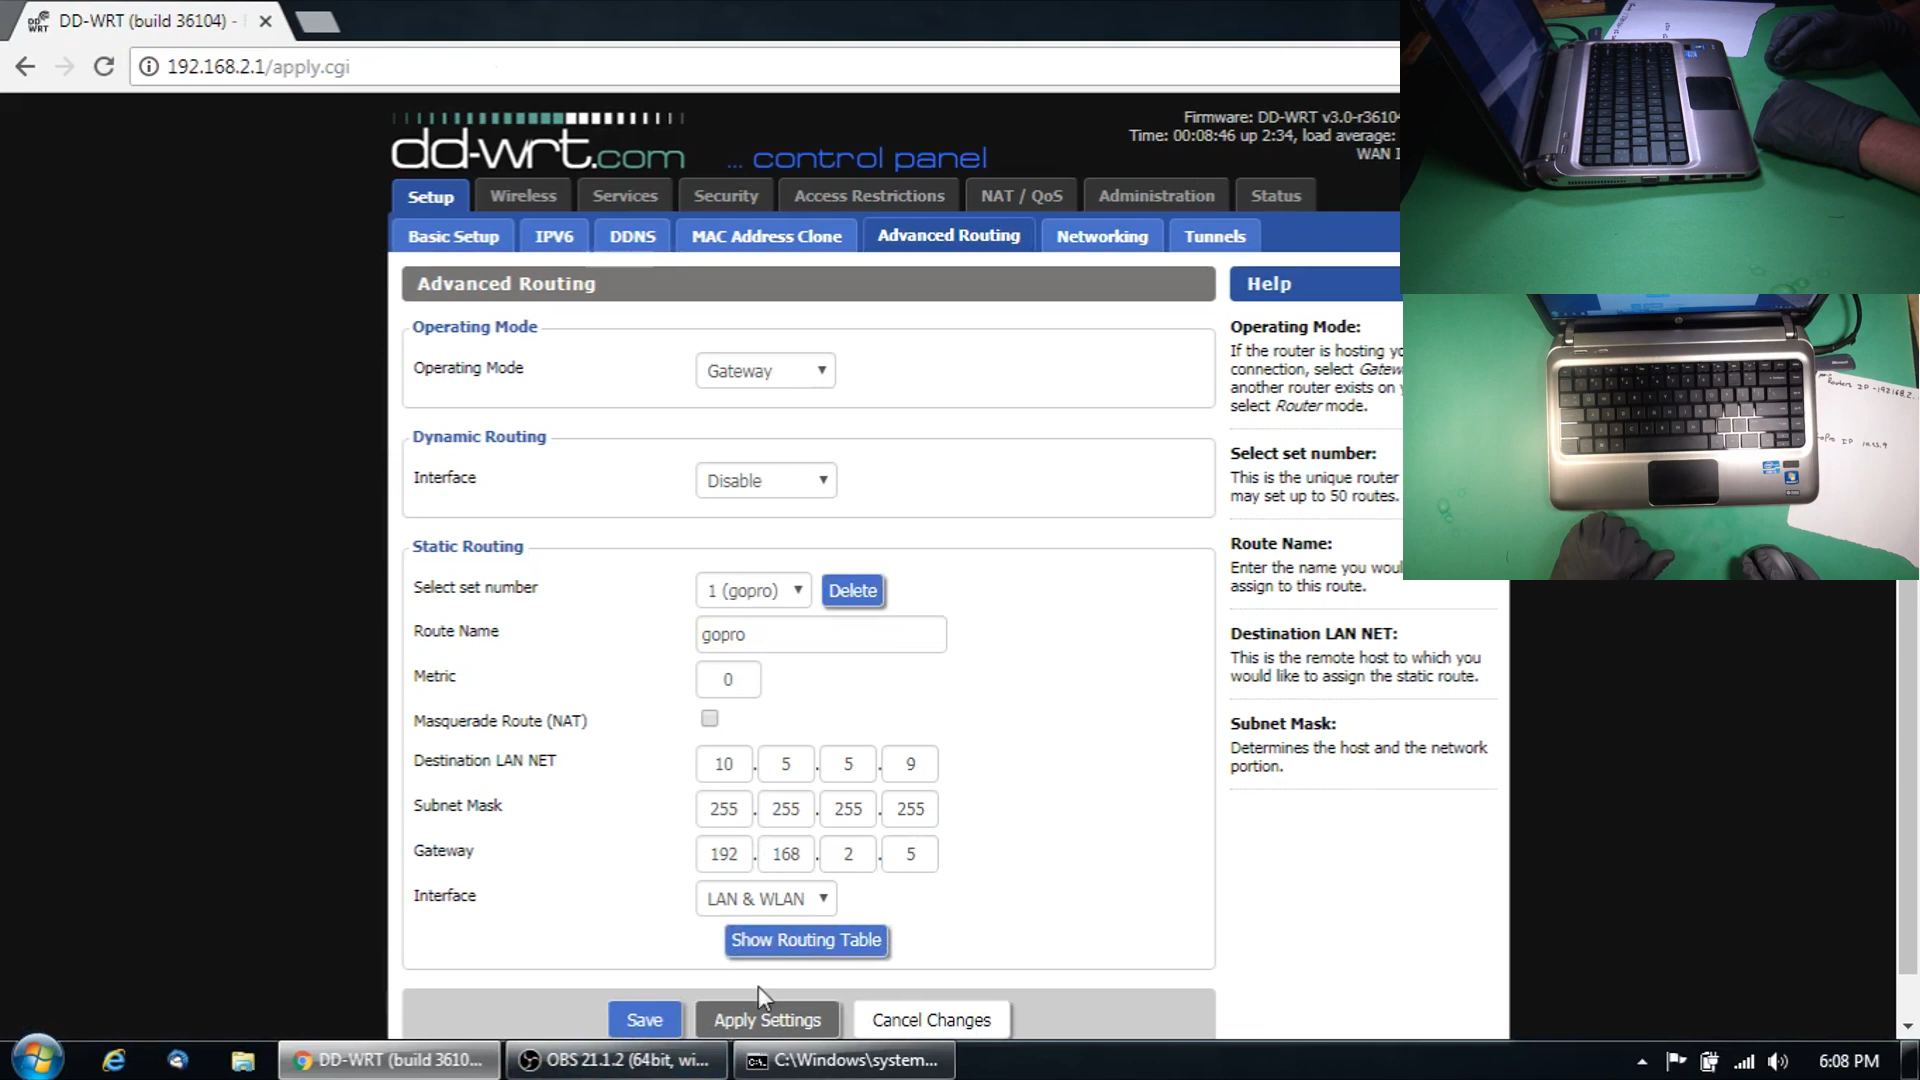 DD-WRT (build 36104) -
192.168.2.1/apply.cgi
dd-wrt.com ... control panel
Firmware: DD-WRT v3.0-r36104
Time: 00:08:46 up 2:34, load average:
WAN I
Setup Wireless Services Security Access Restrictions NAT / QoS Administration Status
Basic Setup IPV6 DDNS MAC Address Clone Advanced Routing Networking Tunnels
Advanced Routing
Operating Mode
Operating Mode Gateway
Dynamic Routing
Interface Disable
Static Routing
Select set number 1 (gopro) Delete
Route Name gopro
Metric 0
Masquerade Route (NAT)
Destination LAN NET 10 . 5 . 5 . 9
Subnet Mask 255 . 255 . 255 . 255
Gateway 192 . 168 . 2 . 5
Interface LAN & WLAN
Show Routing Table
Save Apply Settings Cancel Changes
Help
Operating Mode:
If the router is hosting yo
connection, select Gatew
another router exists on y
select Router mode.
Select set number:
This is the unique router
may set up to 50 routes.
Route Name:
Enter the name you woul
assign to this route.
Destination LAN NET:
This is the remote host to which you
would like to assign the static route.
Subnet Mask:
Determines the host and the network
portion.
Routers IP -192.168.2.
DD-WRT (build 3610... OBS 21.1.2 (64bit, wi... C:\Windows\system... 6:08 PM